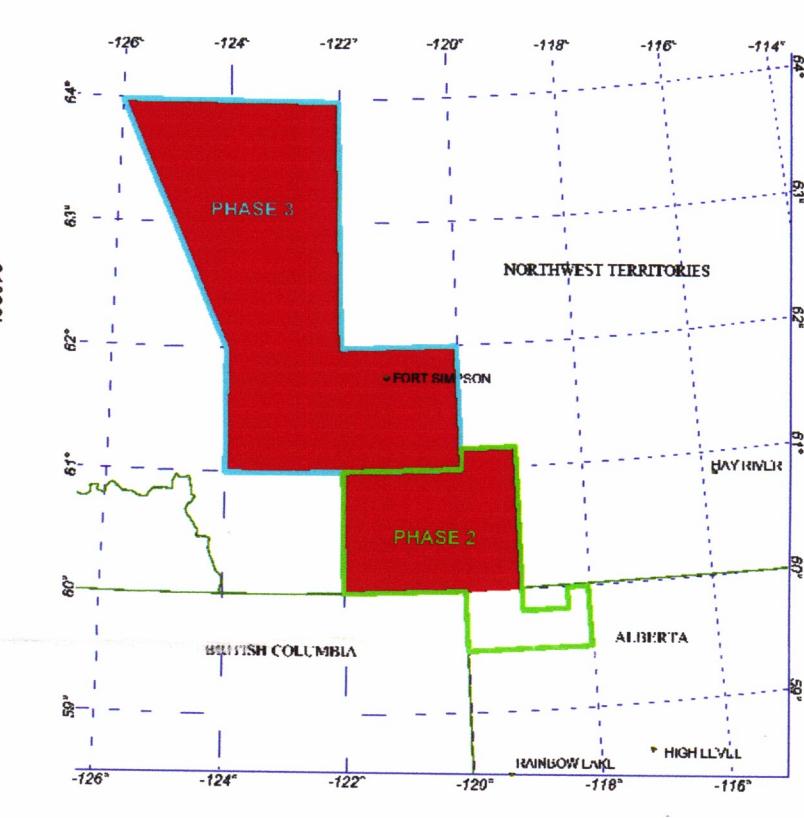 -126° -124° -122° -120° -118° -116° -114°
64° 64°
63° 63°
PHASE 3
NORTHWEST TERRITORIES
62° 62°
FORT SIMPSON
61° 61°
HAY RIVER
PHASE 2
60° 60°
ALBERTA
BRITISH COLUMBIA
59° 59°
HIGH LEVEL
RAINBOW LAKE
-126° -124° -122° -120° -118° -116°